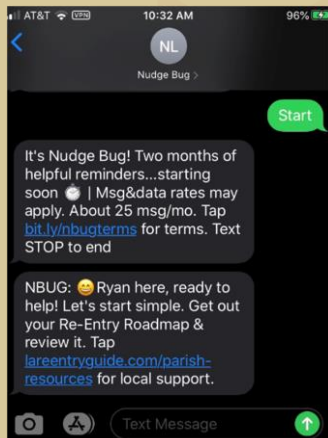 AT&T VPN 10:32 AM 96%
NL
Nudge Bug >
Start
It's Nudge Bug! Two months of
helpful reminders...starting
soon ⏱️ | Msg&data rates may
apply. About 25 msg/mo. Tap
bit.ly/nbugterms for terms. Text
STOP to end
NBUG: 😄Ryan here, ready to
help! Let's start simple. Get out
your Re-Entry Roadmap &
review it. Tap
lareentryguide.com/parish-
resources for local support.
Text Message